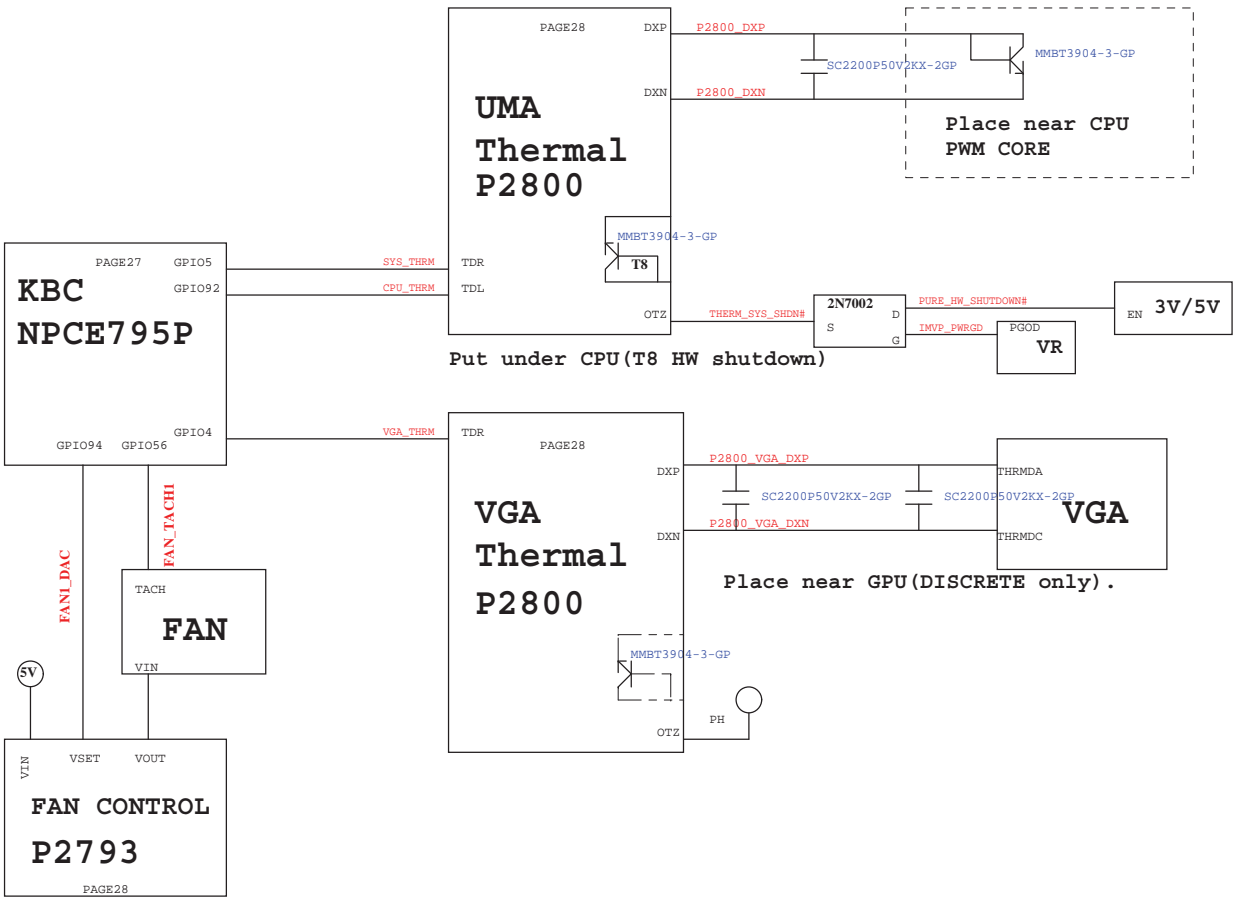 PAGE28
DXP
P2800_DXP
MMBT3904-3-GP
SC2200P50V2KX-2GP
DXN
P2800_DXN
UMA
Thermal
P2800
Place near CPU
PWM CORE
MMBT3904-3-GP
T8
PAGE27
GPIO5
SYS_THRM
TDR
GPIO92
CPU_THRM
TDL
KBC
NPCE795P
OTZ
THERM_SYS_SHDN#
2N7002
D
S
G
PURE_HW_SHUTDOWN#
EN
3V/5V
IMVP_PWRGD
PGOD
VR
Put under CPU(T8 HW shutdown)
GPIO4
VGA_THRM
TDR
GPIO94
GPIO56
PAGE28
DXP
P2800_VGA_DXP
THRMDA
SC2200P50V2KX-2GP
SC2200P50V2KX-2GP
VGA
DXN
P2800_VGA_DXN
THRMDC
VGA
Thermal
P2800
Place near GPU(DISCRETE only).
FAN1_DAC
FAN_TACH1
TACH
FAN
VIN
MMBT3904-3-GP
5V
PH
OTZ
VIN
VSET
VOUT
FAN CONTROL
P2793
PAGE28